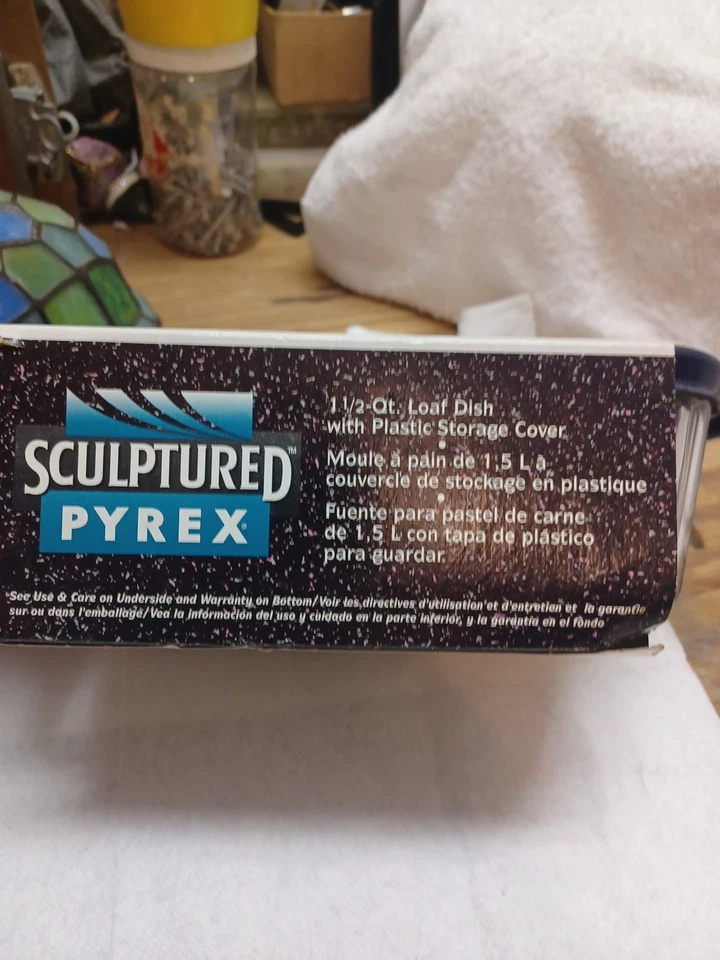 SCULPTURED™
PYREX®
1 1/2-Qt. Loaf Dish
with Plastic Storage Cover
•
Moule à pain de 1,5 L à
couvercle de stockage en plastique
•
Fuente para pastel de carne
de 1,5 L con tapa de plástico
para guardar
See Use & Care on Underside and Warranty on Bottom/Voir les directives d'utilisation et d'entretien et la garantie
sur ou dans l'emballage/Vea la información del uso y cuidado en la parte inferior, y la garantía en el fondo